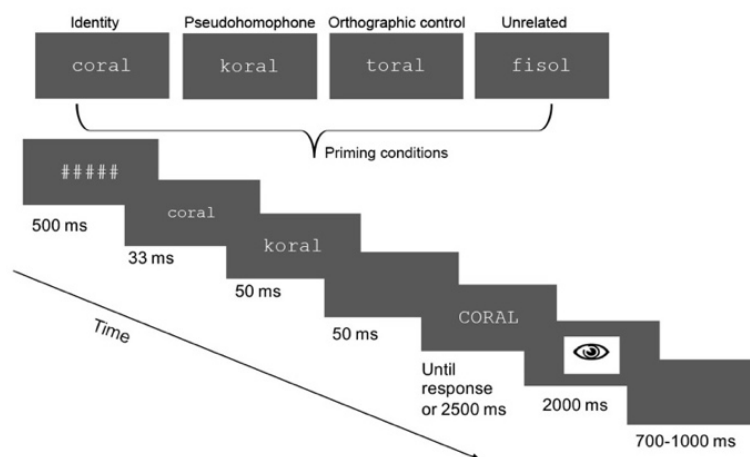 Identity Pseudohomophone Orthographic control Unrelated
coral koral toral fisol
Priming conditions
#####
500 ms
coral
33 ms
koral
50 ms
50 ms
CORAL
Until
response
or 2500 ms
2000 ms
700-1000 ms
Time